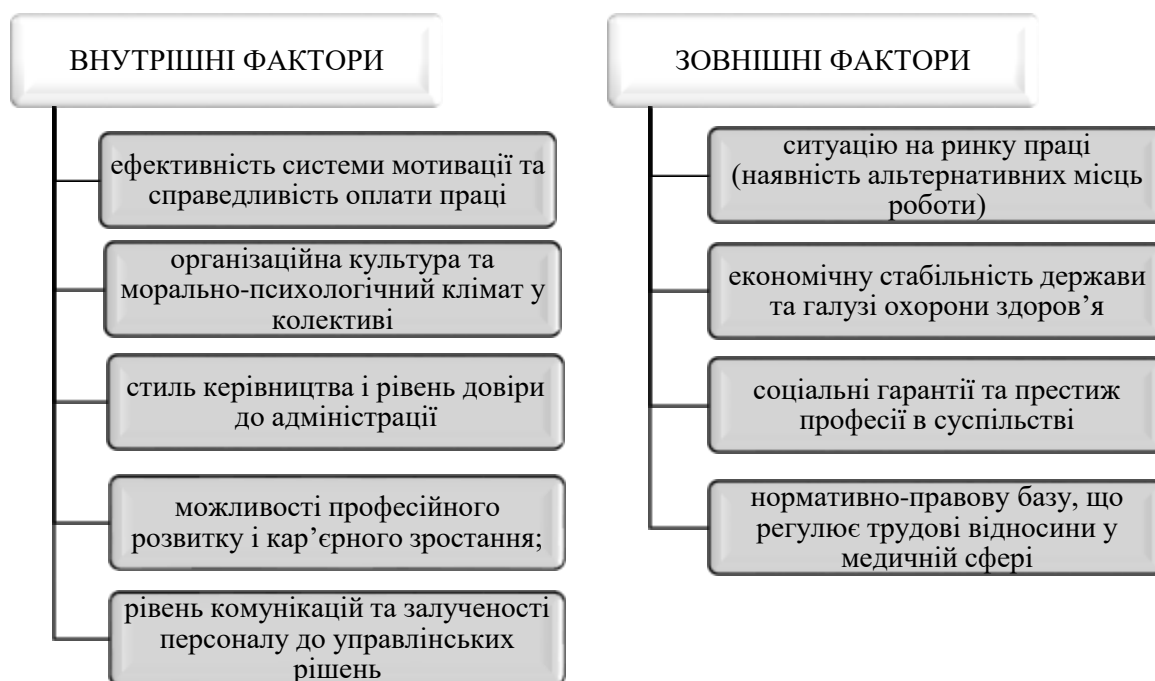 ВНУТРІШНІ ФАКТОРИ
ефективність системи мотивації та
справедливість оплати праці
організаційна культура та
морально-психологічний клімат у
колективі
стиль керівництва і рівень довіри
до адміністрації
можливості професійного
розвитку і кар’єрного зростання;
рівень комунікацій та залученості
персоналу до управлінських
рішень
ЗОВНІШНІ ФАКТОРИ
ситуацію на ринку праці
(наявність альтернативних місць
роботи)
економічну стабільність держави
та галузі охорони здоров’я
соціальні гарантії та престиж
професії в суспільстві
нормативно-правову базу, що
регулює трудові відносини у
медичній сфері